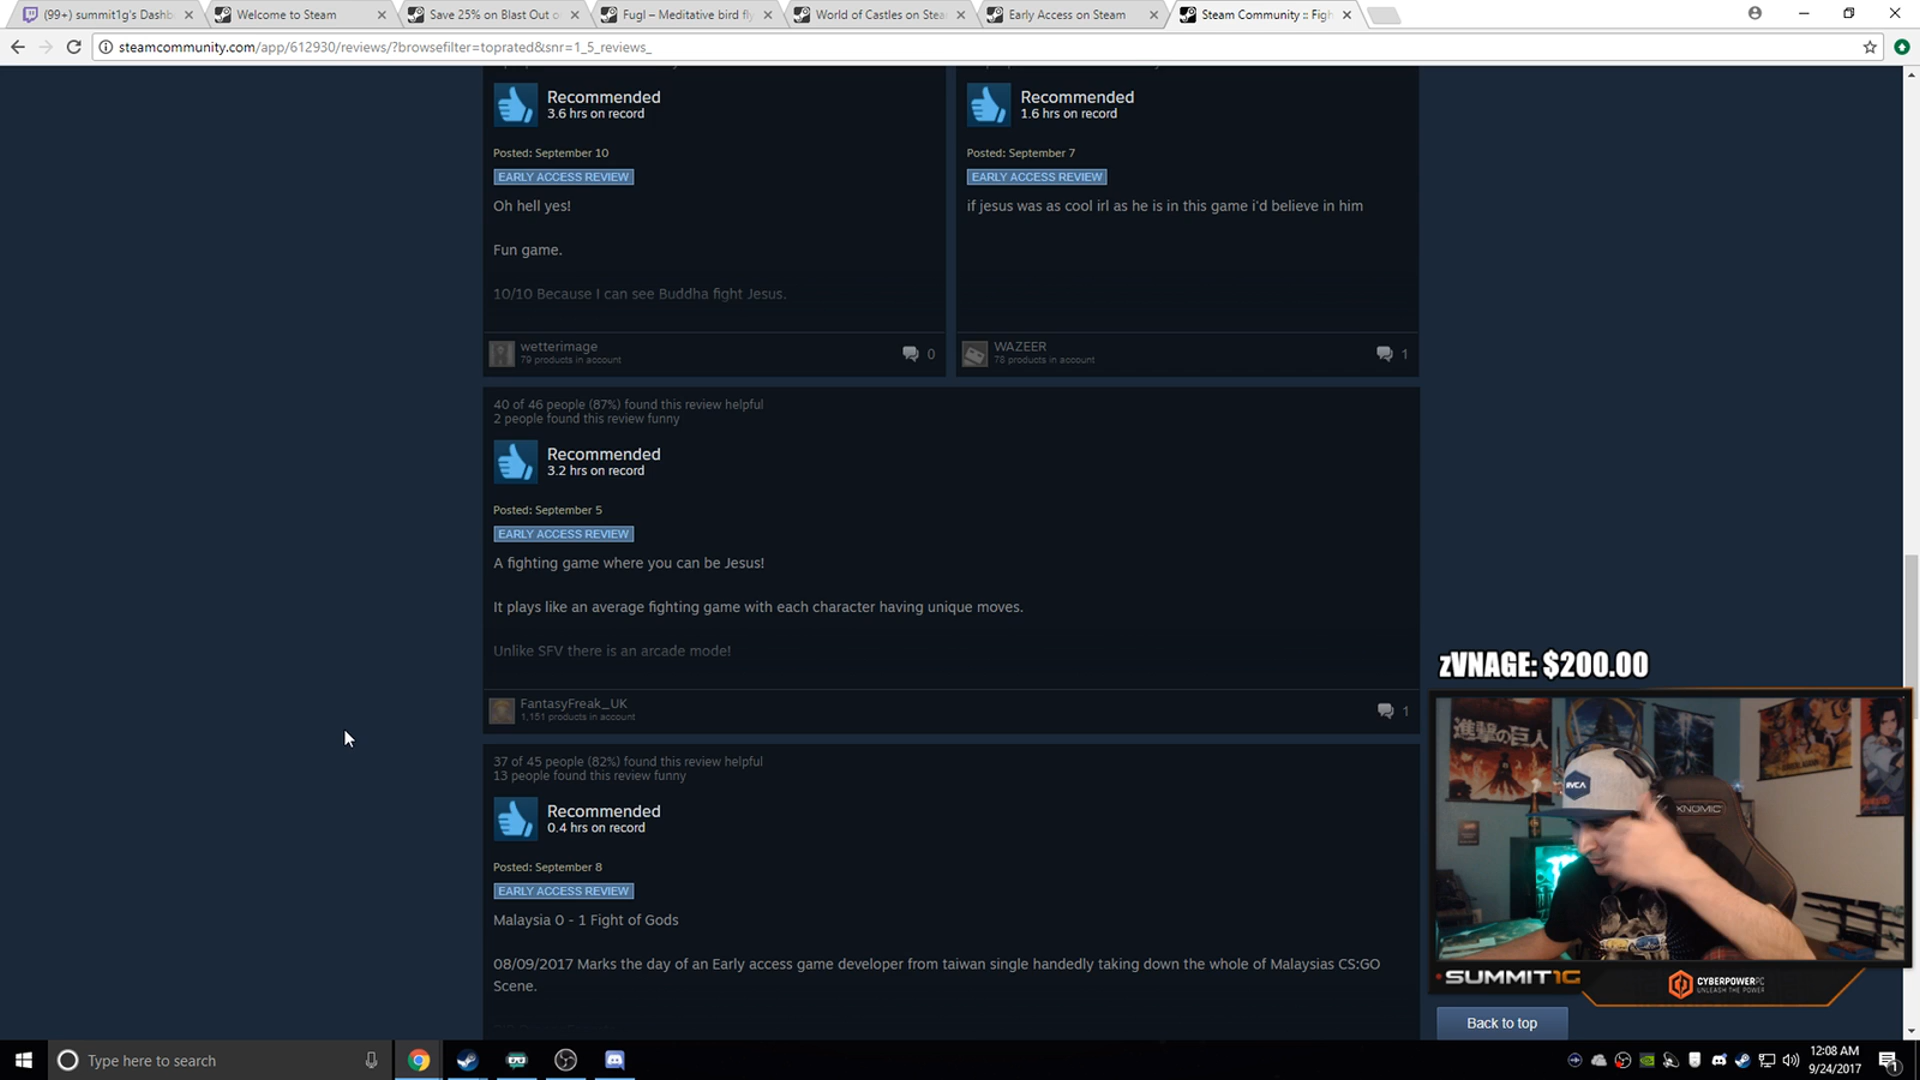 (99+) summit1g's Dashb
Welcome to Steam
Save 25% on Blast Out o
Fugl – Meditative bird fl
World of Castles on Stea
Early Access on Steam
Steam Community :: Figh
steamcommunity.com/app/612930/reviews/?browsefilter=toprated&snr=1_5_reviews_
Recommended
3.6 hrs on record
Posted: September 10
EARLY ACCESS REVIEW
Oh hell yes!
Fun game.
10/10 Because I can see Buddha fight Jesus.
wetterimage
79 products in account
0
Recommended
1.6 hrs on record
Posted: September 7
EARLY ACCESS REVIEW
if jesus was as cool irl as he is in this game i'd believe in him
WAZEER
78 products in account
1
40 of 46 people (87%) found this review helpful
2 people found this review funny
Recommended
3.2 hrs on record
Posted: September 5
EARLY ACCESS REVIEW
A fighting game where you can be Jesus!
It plays like an average fighting game with each character having unique moves.
Unlike SFV there is an arcade mode!
FantasyFreak_UK
1,151 products in account
1
37 of 45 people (82%) found this review helpful
13 people found this review funny
Recommended
0.4 hrs on record
Posted: September 8
EARLY ACCESS REVIEW
Malaysia 0 - 1 Fight of Gods
08/09/2017 Marks the day of an Early access game developer from taiwan single handedly taking down the whole of Malaysias CS:GO
Scene.
zVNAGE: $200.00
進撃の巨人
RVCA
XNOMIC
SUMMIT1G
CYBERPOWERPC
UNLEASH THE POWER
Back to top
Type here to search
12:08 AM
9/24/2017
1